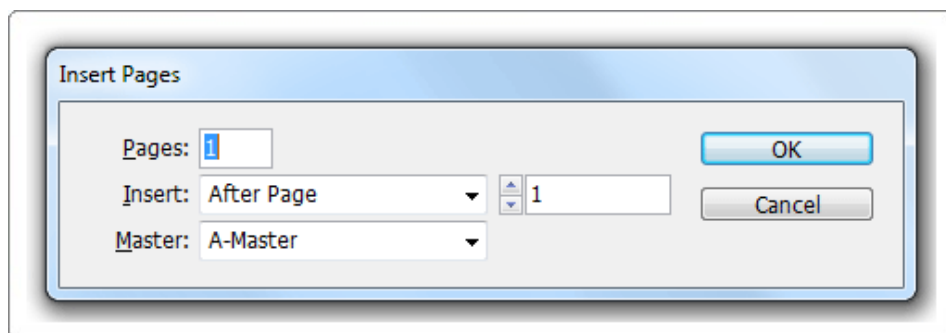 Insert Pages
Pages: 1
OK
Insert: After Page 1
Cancel
Master: A-Master